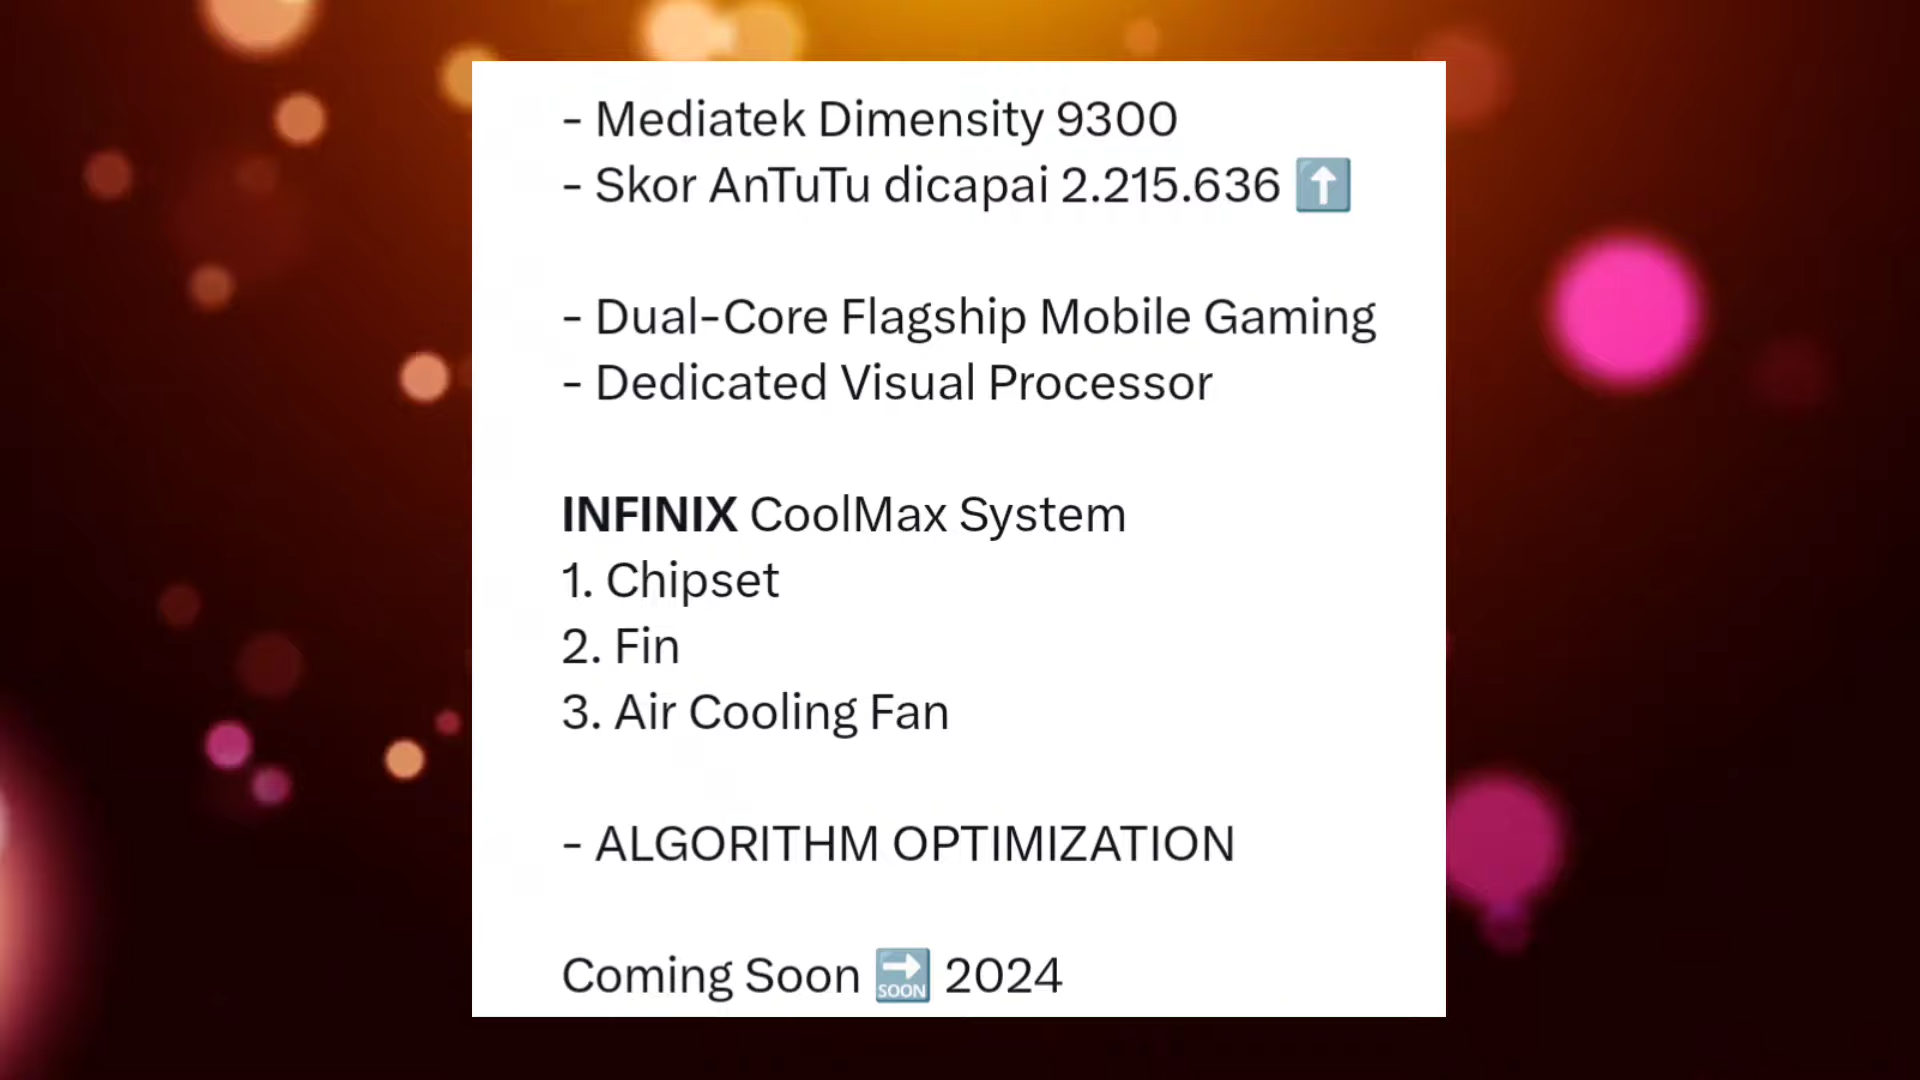 - Mediatek Dimensity 9300
- Skor AnTuTu dicapai 2.215.636 ⬆️
- Dual-Core Flagship Mobile Gaming
- Dedicated Visual Processor
INFINIX CoolMax System
1. Chipset
2. Fin
3. Air Cooling Fan
- ALGORITHM OPTIMIZATION
Coming Soon 🔜 2024